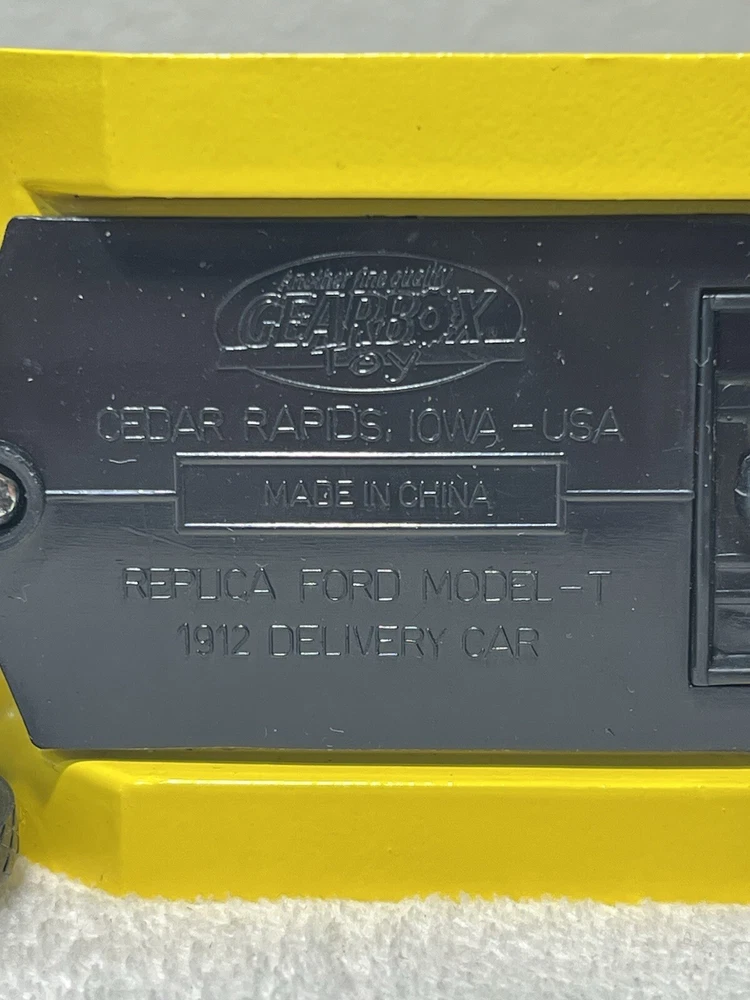 Another fine quality
GEARBOX
Toy
CEDAR RAPIDS, IOWA - USA
MADE IN CHINA
REPLICA FORD MODEL-T
1912 DELIVERY CAR